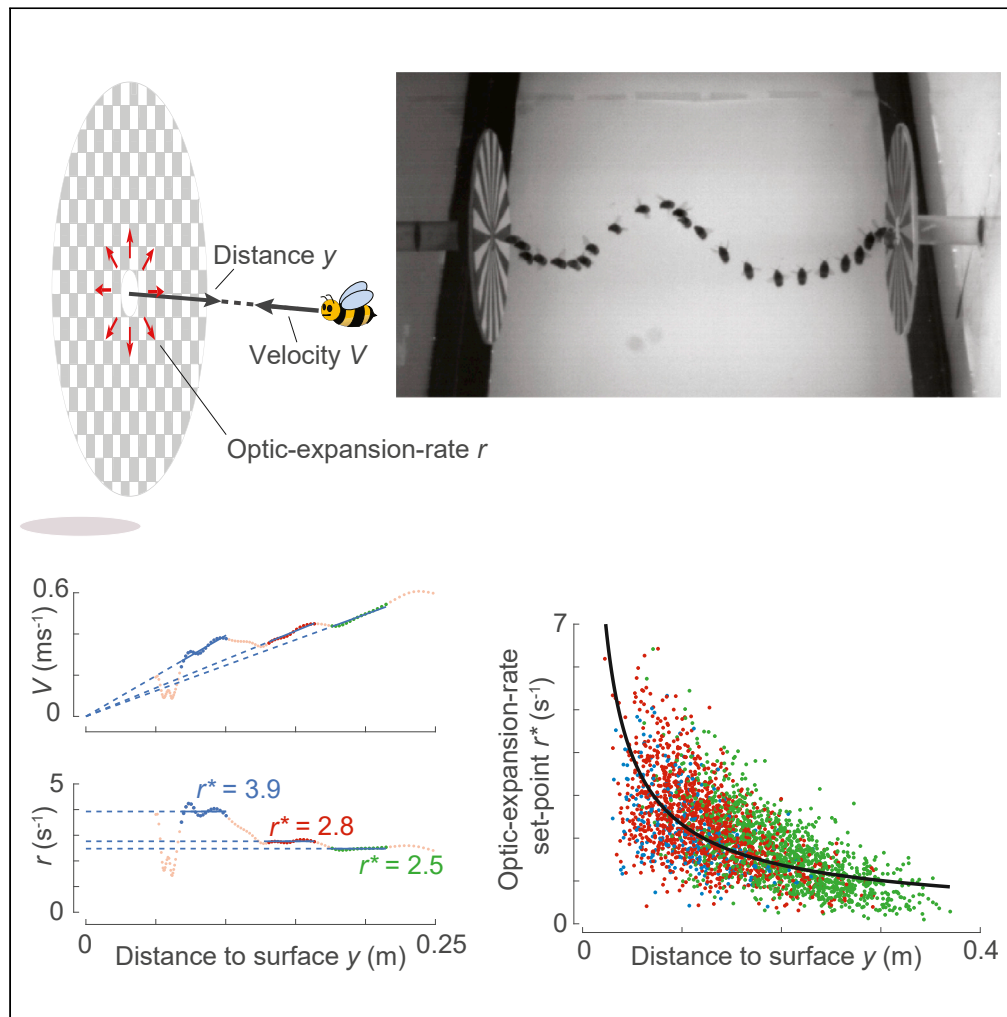 Distance y
Velocity V
Optic-expansion-rate r
0.6
V (ms⁻¹)
0
5
r* = 3.9
r (s⁻¹)
r* = 2.8
r* = 2.5
0
0
0.25
Distance to surface y (m)
7
Optic-expansion-rate
set-point r* (s⁻¹)
0
0
0.4
Distance to surface y (m)